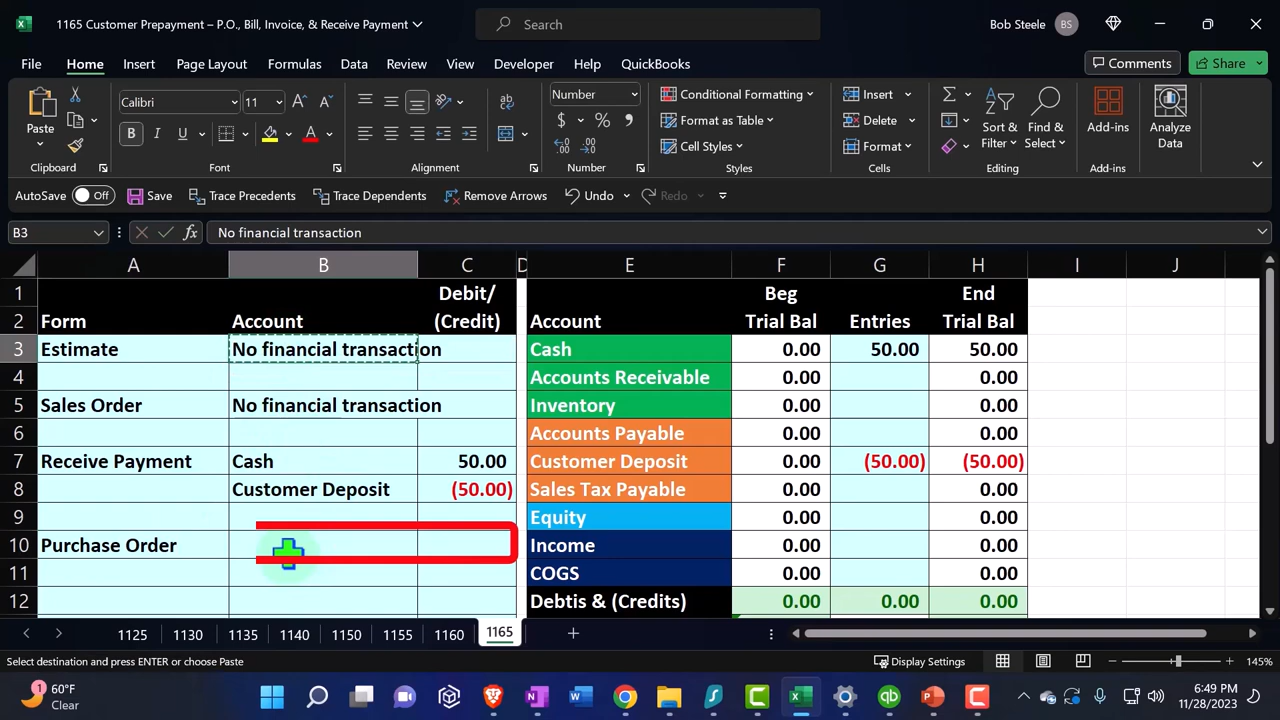 1165 Customer Prepayment – P.O., Bill, Invoice, & Receive Payment
Search
Bob Steele
BS
File Home Insert Page Layout Formulas Data Review View Developer Help QuickBooks
Comments
Share
Paste
Clipboard
Calibri
11
B I U
Font
Alignment
Number
$ % ,
Number
Conditional Formatting
Format as Table
Cell Styles
Styles
Insert
Delete
Format
Cells
Sort &
Filter
Find &
Select
Editing
Add-ins
Add-ins
Analyze
Data
AutoSave Off Save Trace Precedents Trace Dependents Remove Arrows Undo Redo
B3
fx
No financial transaction
A B C D E F G H I J
1 Debit/ Beg End
2 Form Account (Credit) Account Trial Bal Entries Trial Bal
3 Estimate No financial transaction Cash 0.00 50.00 50.00
4 Accounts Receivable 0.00 0.00
5 Sales Order No financial transaction Inventory 0.00 0.00
6 Accounts Payable 0.00 0.00
7 Receive Payment Cash 50.00 Customer Deposit 0.00 (50.00) (50.00)
8 Customer Deposit (50.00) Sales Tax Payable 0.00 0.00
9 Equity 0.00 0.00
10 Purchase Order Income 0.00 0.00
11 COGS 0.00 0.00
12 Debtis & (Credits) 0.00 0.00 0.00
1125 1130 1135 1140 1150 1155 1160 1165
Select destination and press ENTER or choose Paste
Display Settings
145%
1
60°F
Clear
6:49 PM
11/28/2023